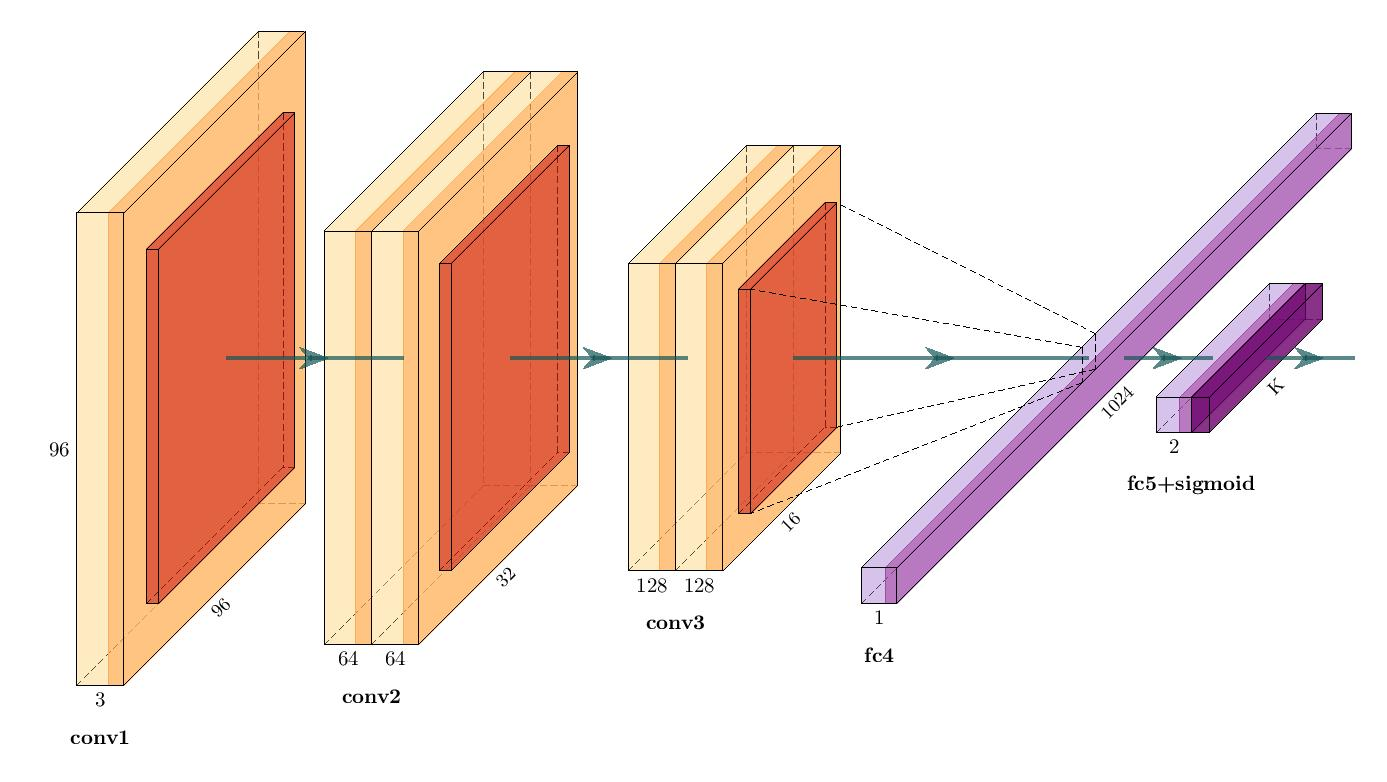 96
96
3
conv1
32
64 64
conv2
16
128 128
conv3
1024
1
fc4
K
2
fc5+sigmoid